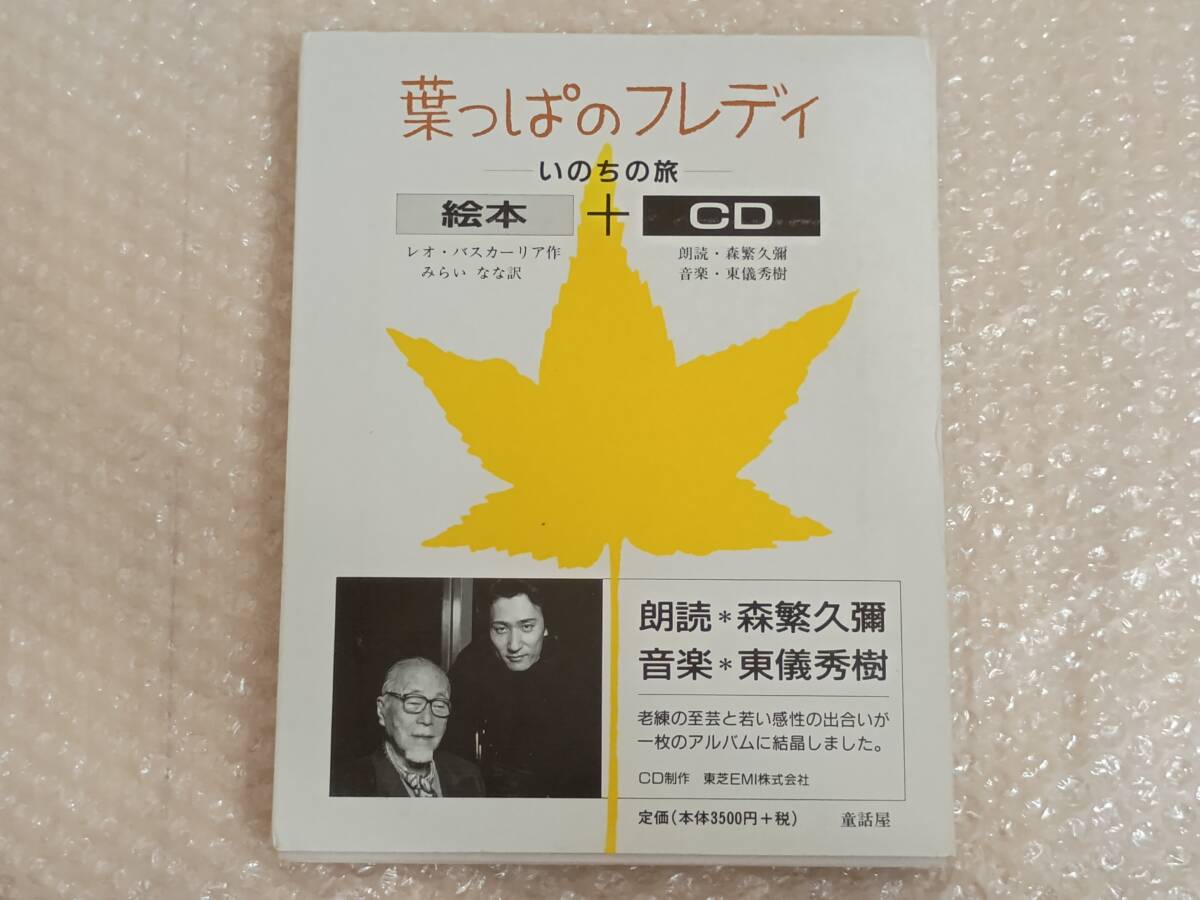 葉っぱのフレディ
いのちの旅
絵本 + CD
レオ・バスカーリア作
みらい なな訳
朗読・森繁久彌
音楽・東儀秀樹
朗読*森繁久彌
音楽*東儀秀樹
老練の至芸と若い感性の出合いが
一枚のアルバムに結晶しました。
CD制作 東芝EMI株式会社
定価(本体3500円+税) 童話屋